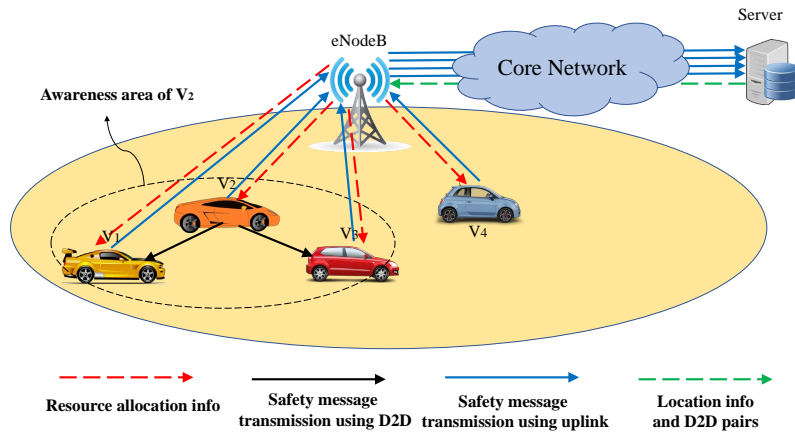 Server
eNodeB
Core Network
Awareness area of V2
V2
V1
V3
V4
Resource allocation info
Safety message
transmission using D2D
Safety message
transmission using uplink
Location info
and D2D pairs